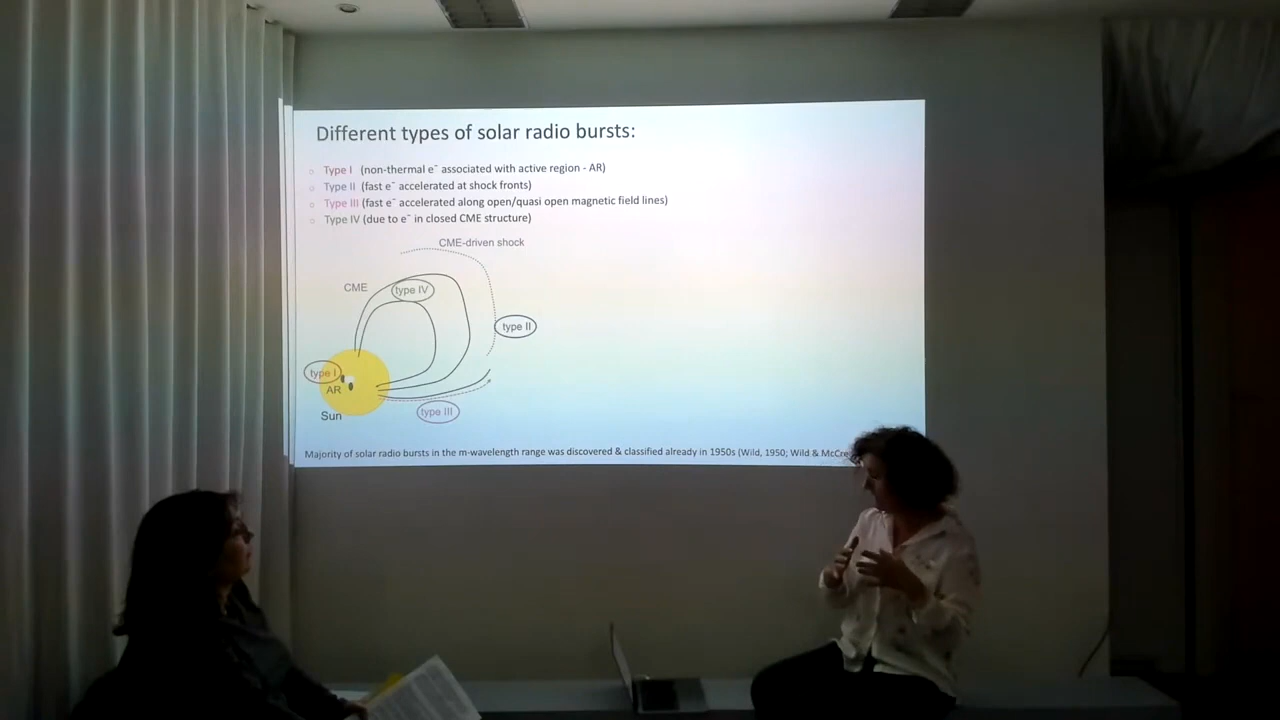 Different types of solar radio bursts:
○ Type I (non-thermal e⁻ associated with active region - AR)
○ Type II (fast e⁻ accelerated at shock fronts)
○ Type III (fast e⁻ accelerated along open/quasi open magnetic field lines)
○ Type IV (due to e⁻ in closed CME structure)
CME-driven shock
CME
type IV
type II
type I
AR
Sun
type III
Majority of solar radio bursts in the m-wavelength range was discovered & classified already in 1950s (Wild, 1950; Wild &